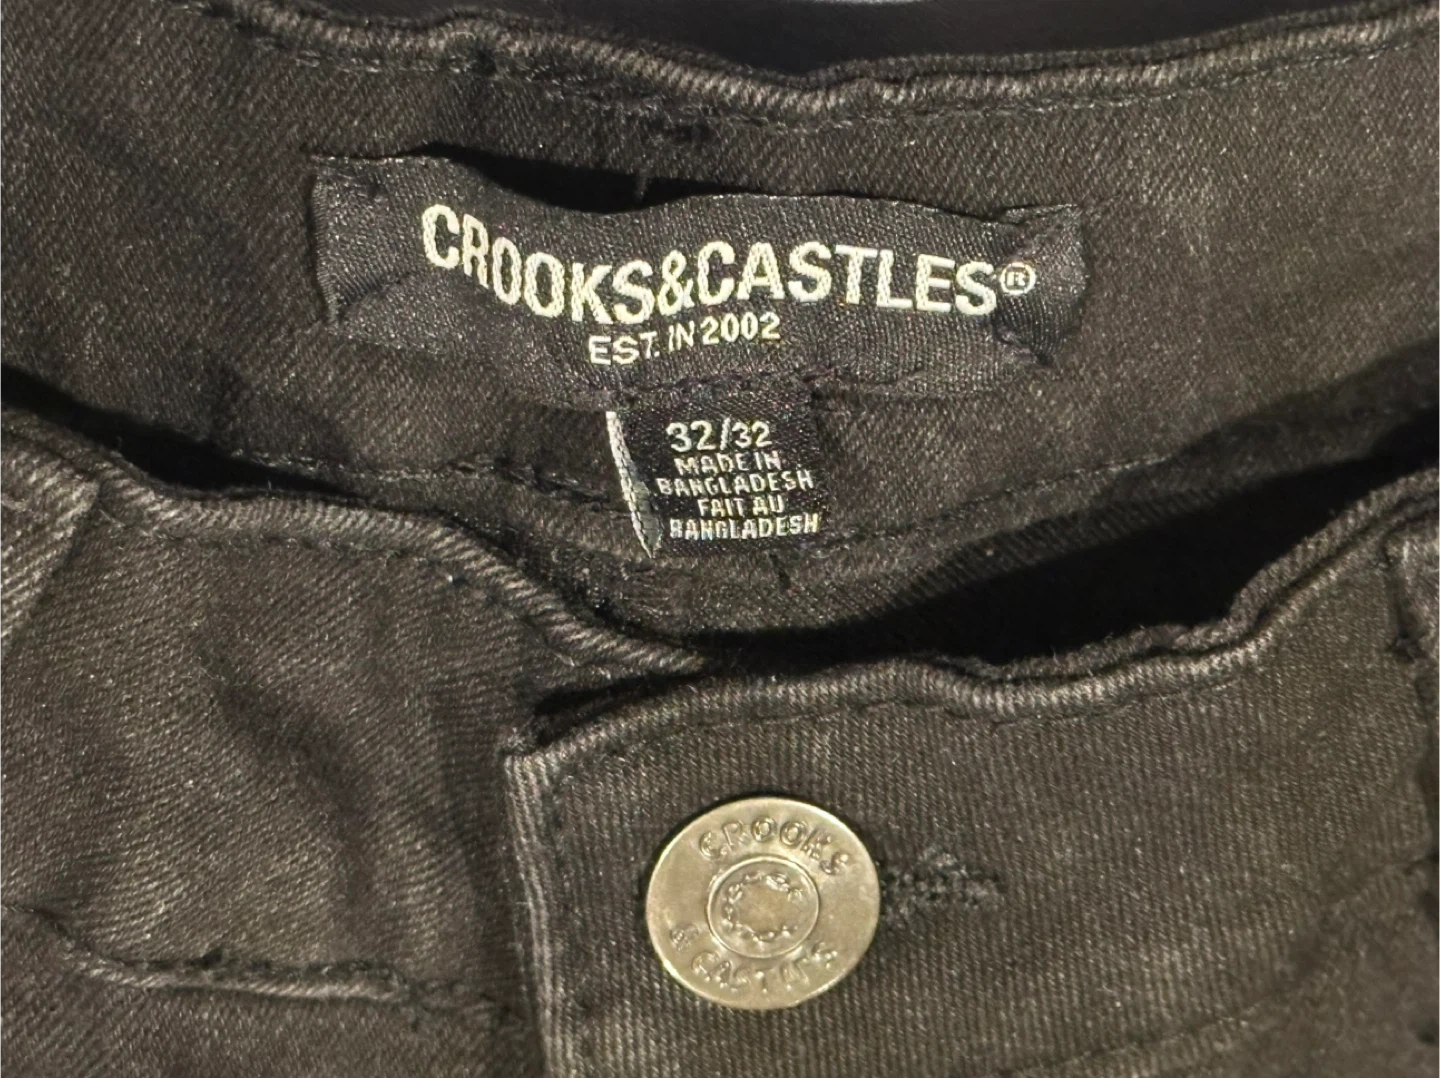 CROOKS&CASTLES®
EST. IN 2002
32/32
MADE IN
BANGLADESH
FAIT AU
BANGLADESH
CROOKS
& CASTLES